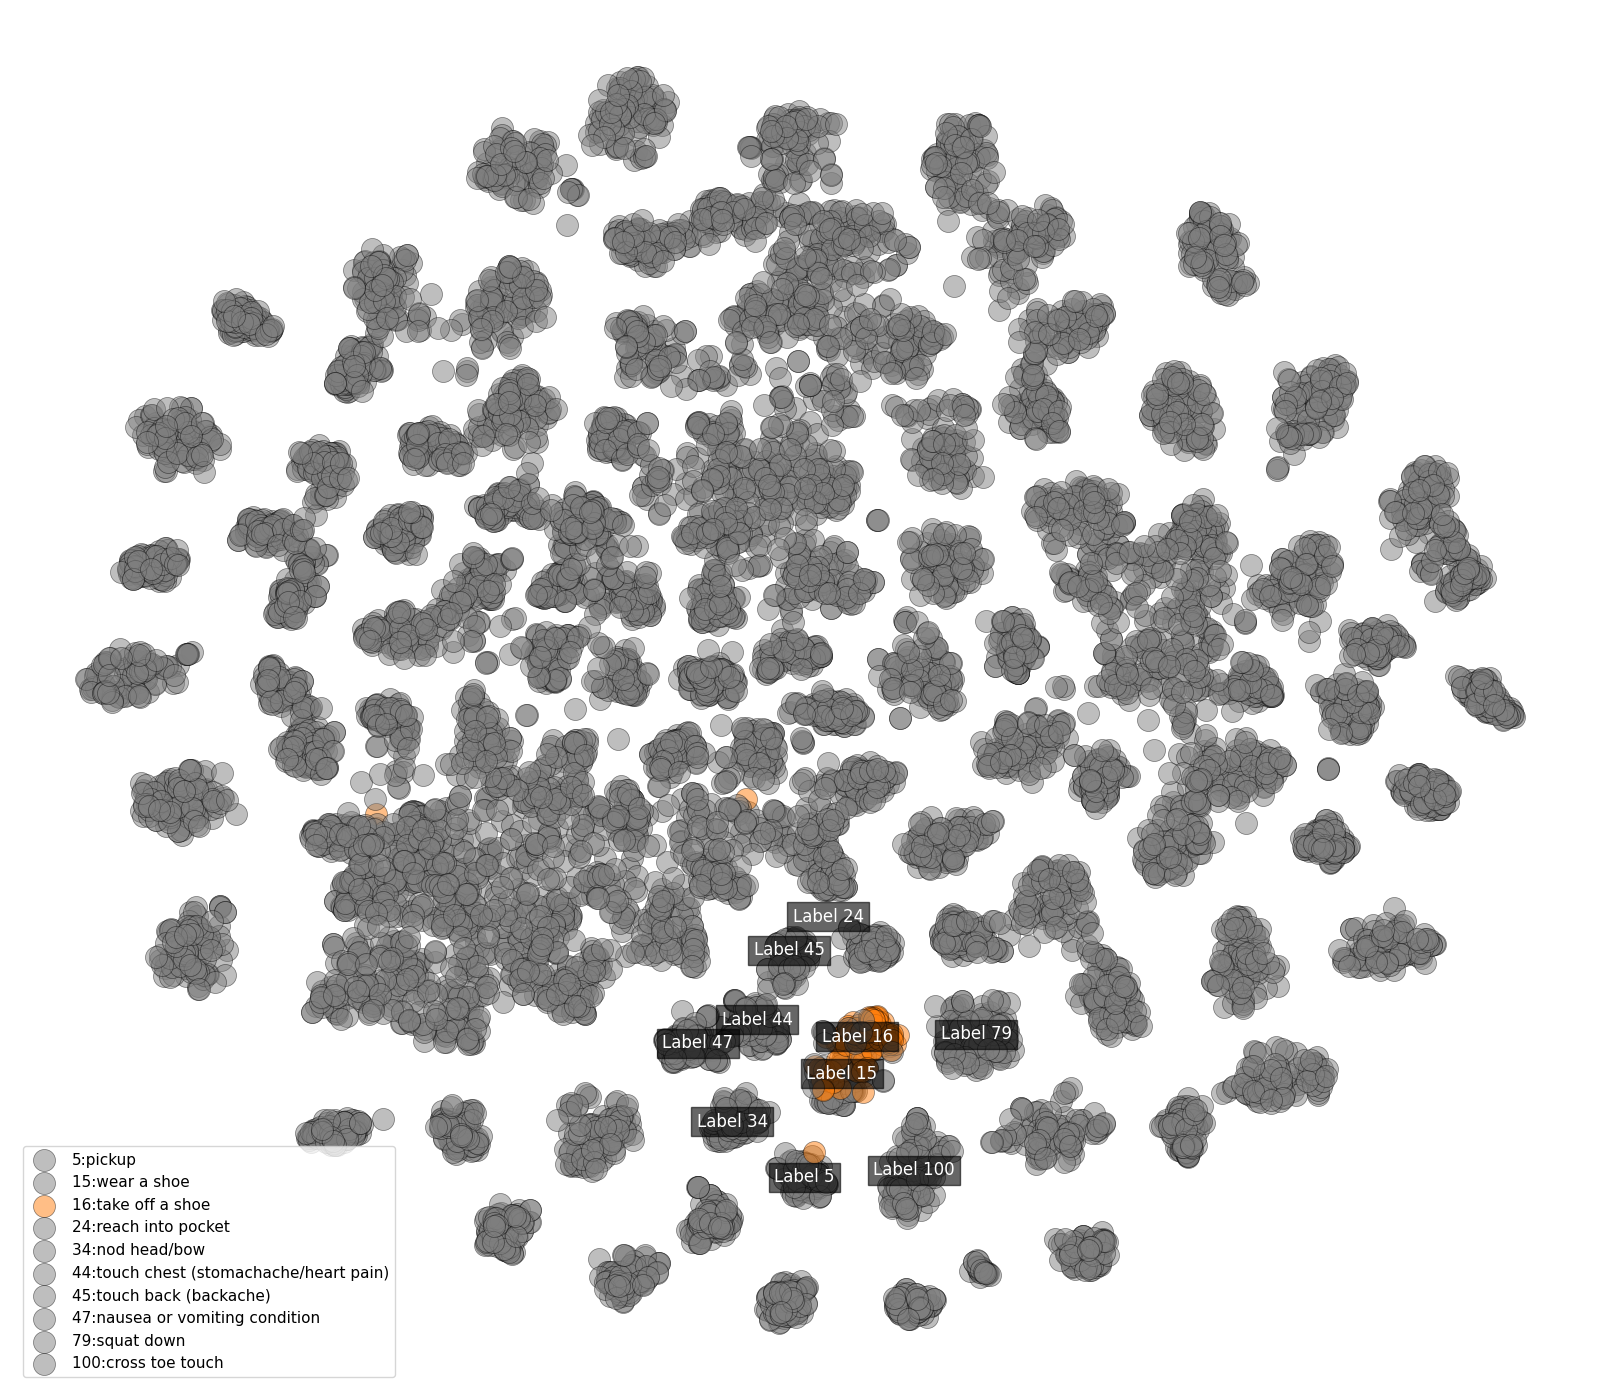 Label 24
Label 45
Label 44
Label 47
Label 16
Label 79
Label 15
Label 34
Label 5
Label 100
5:pickup
15:wear a shoe
16:take off a shoe
24:reach into pocket
34:nod head/bow
44:touch chest (stomachache/heart pain)
45:touch back (backache)
47:nausea or vomiting condition
79:squat down
100:cross toe touch